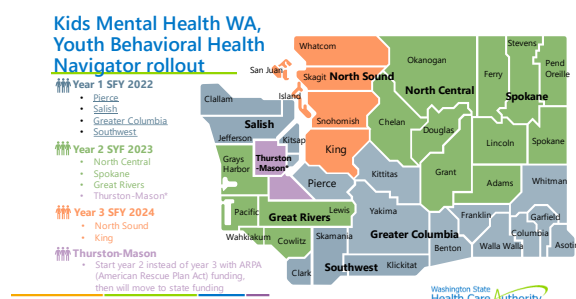 Kids Mental Health WA,
Youth Behavioral Health
Navigator rollout
Year 1 SFY 2022
• Pierce
• Salish
• Greater Columbia
• Southwest
Year 2 SFY 2023
• North Central
• Spokane
• Great Rivers
• Thurston-Mason*
Year 3 SFY 2024
• North Sound
• King
Thurston-Mason
• Start year 2 instead of year 3 with ARPA
(American Rescue Plan Act) funding,
then will move to state funding
Whatcom
San Juan
Skagit
North Sound
Island
Snohomish
King
Clallam
Salish
Jefferson
Kitsap
Grays
Harbor
Thurston
-Mason*
Pierce
Pacific
Lewis
Great Rivers
Wahkiakum
Cowlitz
Skamania
Clark
Southwest
Klickitat
Okanogan
North Central
Chelan
Douglas
Kittitas
Grant
Yakima
Greater Columbia
Benton
Franklin
Walla Walla
Columbia
Garfield
Asotin
Whitman
Adams
Lincoln
Spokane
Ferry
Stevens
Pend
Oreille
Spokane
Washington State
Health Care Authority